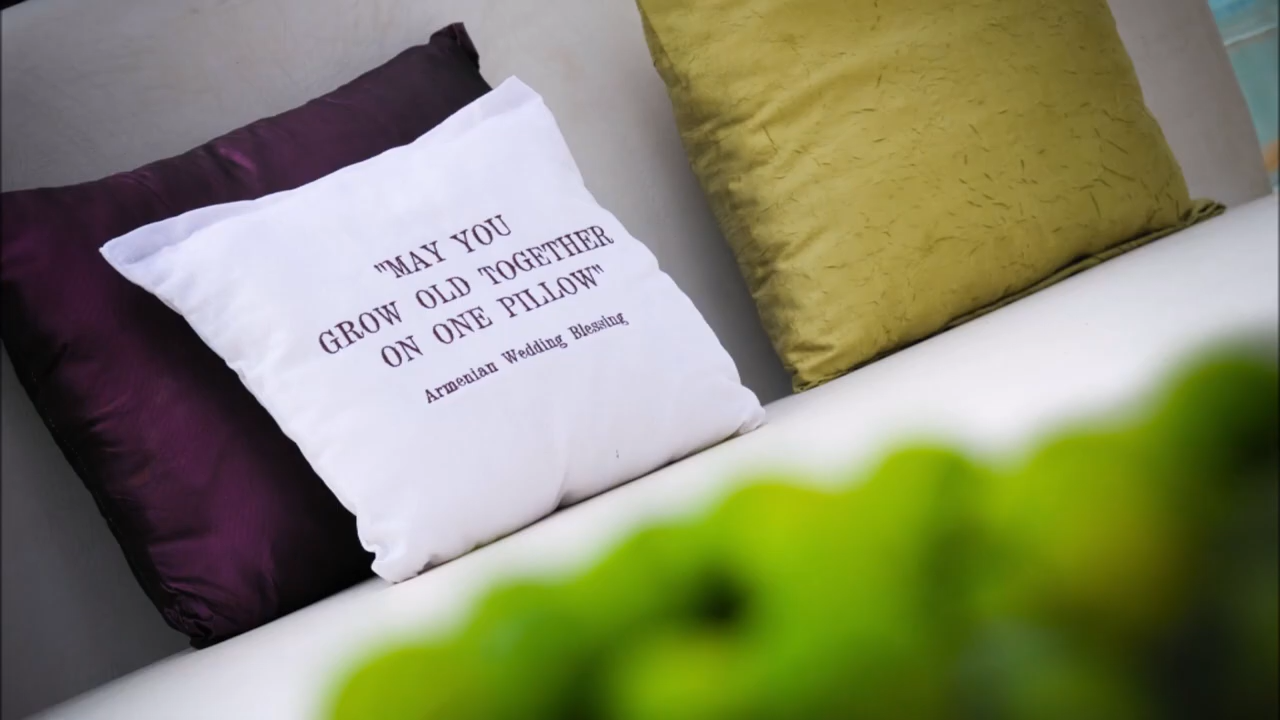 "MAY YOU
GROW OLD TOGETHER
ON ONE PILLOW"
Armenian Wedding Blessing